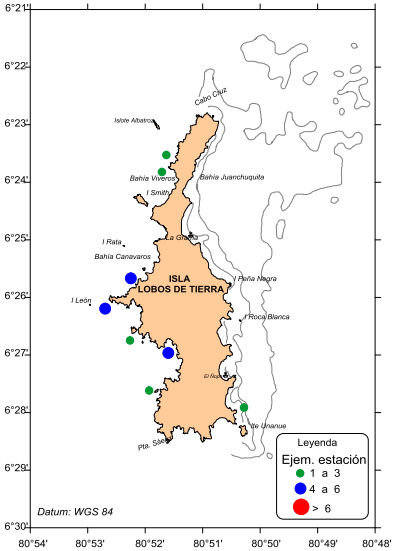 6°21
6°22
Cabo Cruz
6°23
Islote Albatros
6°24
Bahía Viveros
Bahía Juanchuquita
I Smith
La Grama
6°25
I Rata
Bahía Canavaros
ISLA
LOBOS DE TIERRA
I Peña Negra
6°26
I León
I Roca Blanca
6°27
El Ñopo
6°28
Ite Unanue
Pta. Sáenz
6°29
Leyenda
Ejem. estación
1 a 3
4 a 6
> 6
Datum: WGS 84
6°30
80°54' 80°53' 80°52' 80°51' 80°50' 80°49' 80°48'